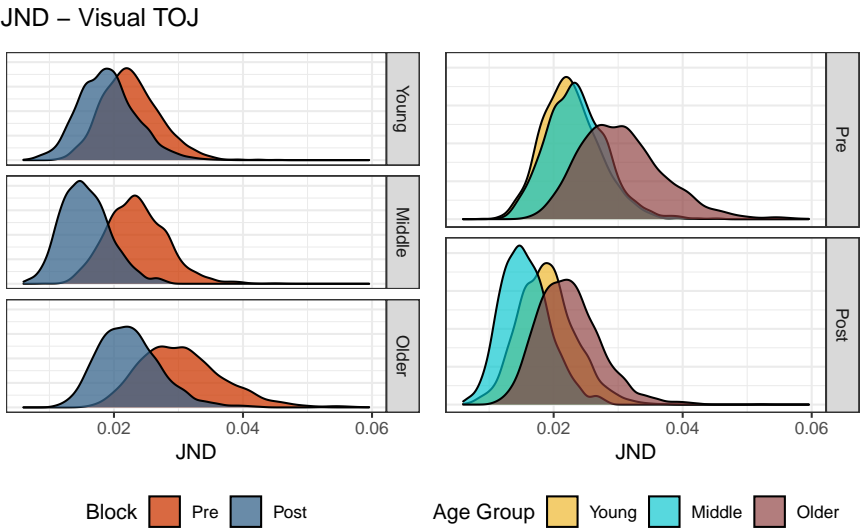 JND – Visual TOJ
Young
Middle
Older
0.02 0.04 0.06
JND
Pre
Post
0.02 0.04 0.06
JND
Block Pre Post
Age Group Young Middle Older